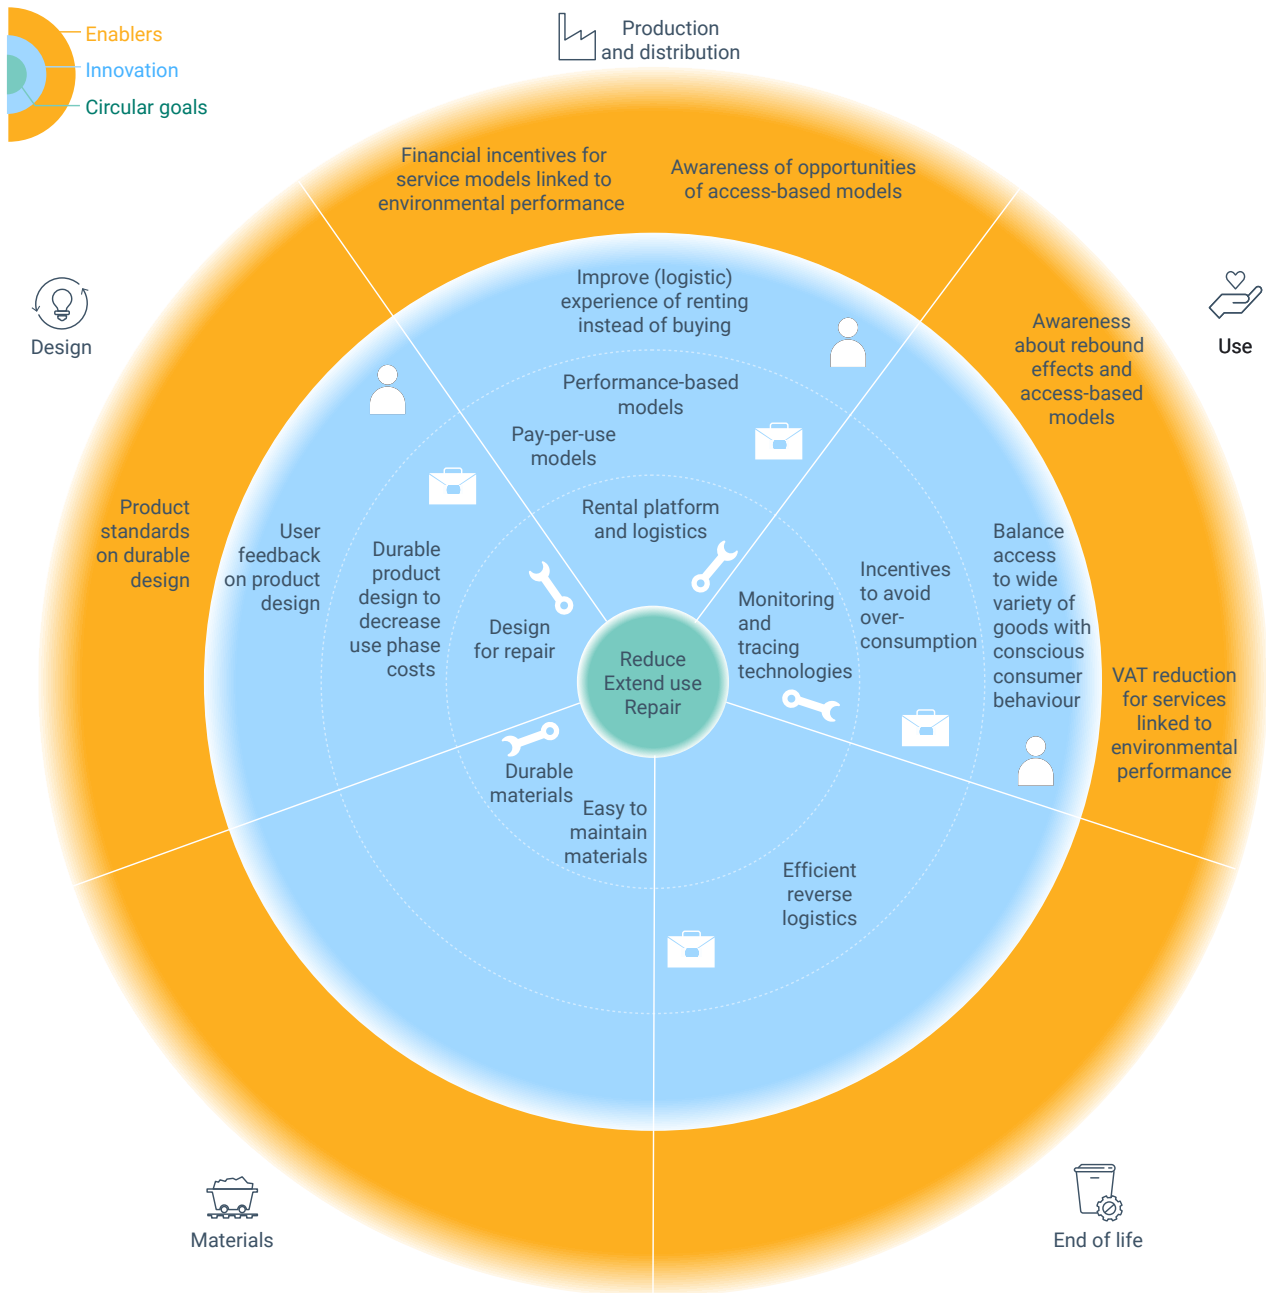 Enablers
Innovation
Circular goals
Production
and distribution
Financial incentives for
service models linked to
environmental performance
Awareness of opportunities
of access-based models
Improve (logistic)
experience of renting
instead of buying
Performance-based
models
Pay-per-use
models
Rental platform
and logistics
Design
Product
standards
on durable
design
User
feedback
on product
design
Durable
product
design to
decrease
use phase
costs
Design
for repair
Use
Awareness
about rebound
effects and
access-based
models
Monitoring
and
tracing
technologies
Incentives
to avoid
over-
consumption
Balance
access
to wide
variety of
goods with
conscious
consumer
behaviour
VAT reduction
for services
linked to
environmental
performance
Reduce
Extend use
Repair
Durable
materials
Easy to
maintain
materials
Efficient
reverse
logistics
Materials
End of life